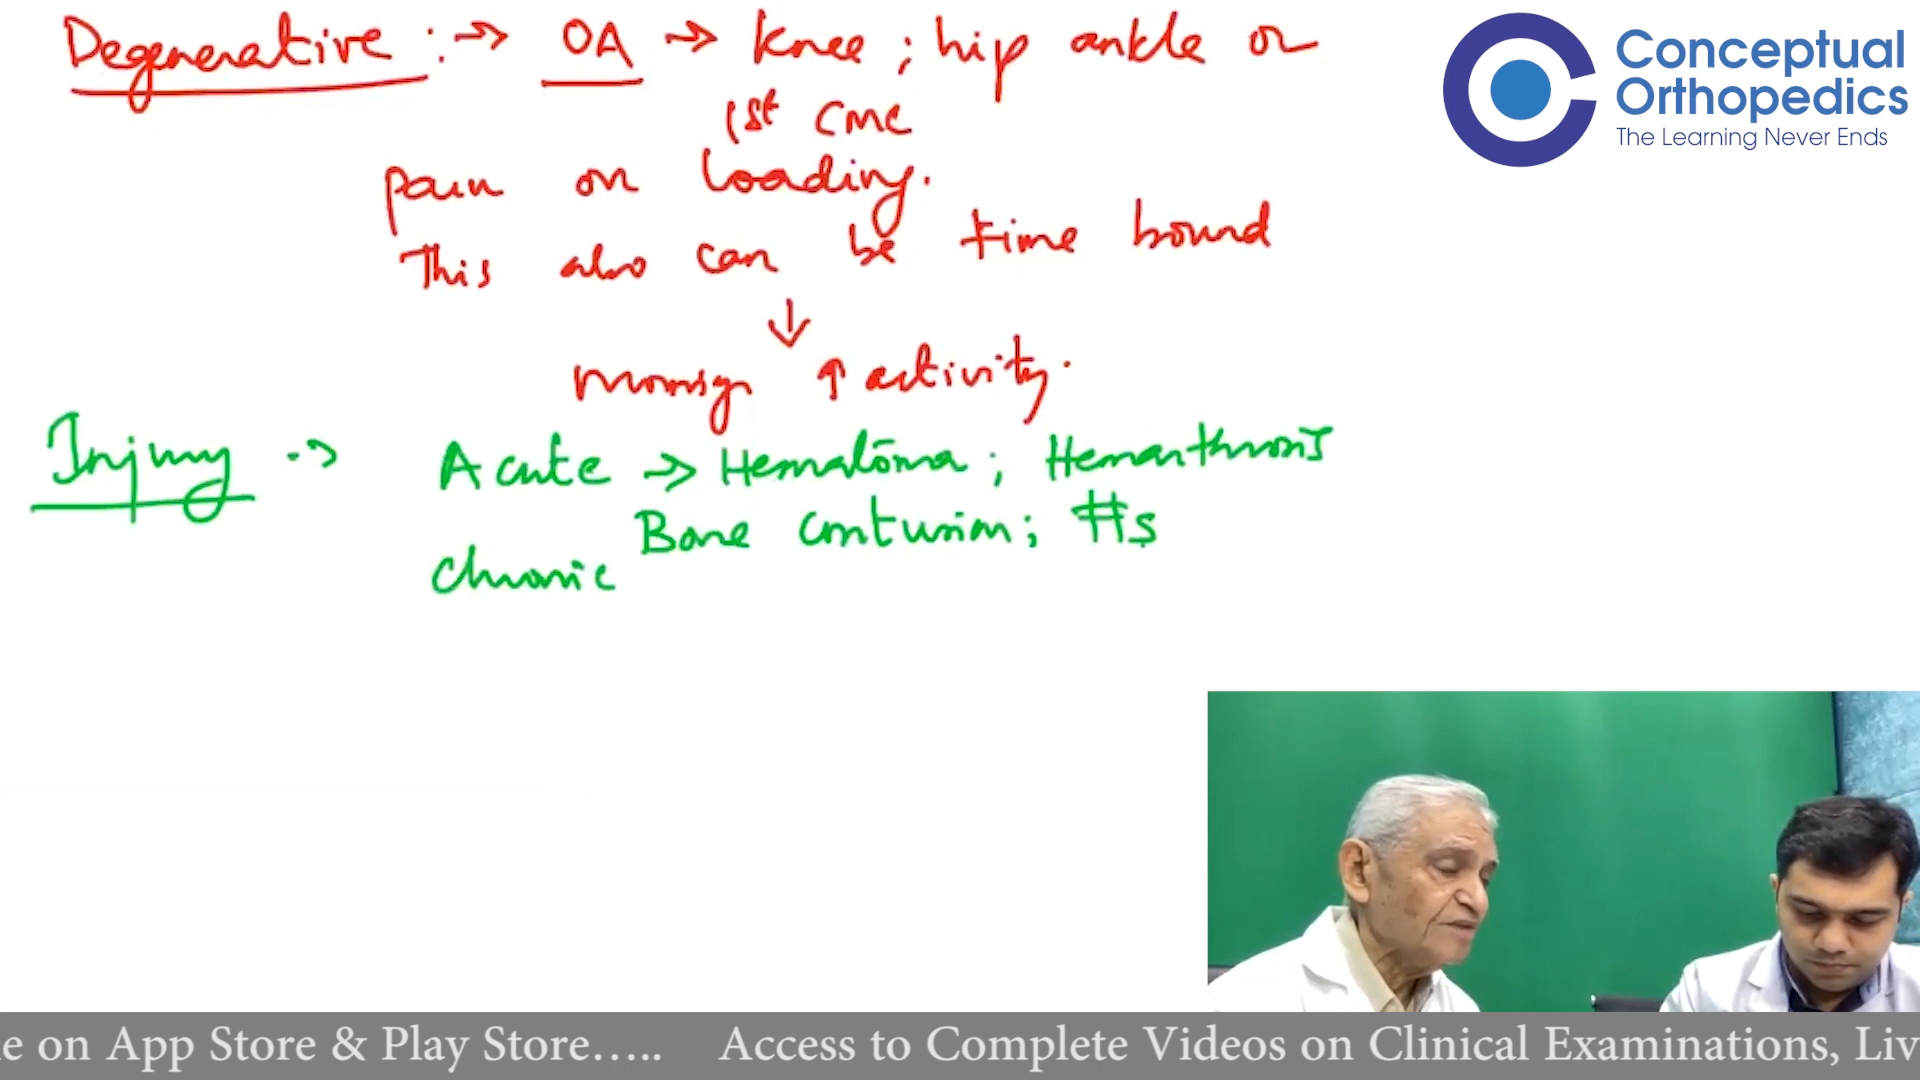 Degenerative :→ OA → knee ; hip ankle or
1st CMC
pain on loading.
This also can be time bound
↓
morning ↑ activity.
Injury → Acute → Hematoma ; Hemarthrosis
Bone contusion ; #s
chronic
Conceptual
Orthopedics
The Learning Never Ends
e on App Store & Play Store….. Access to Complete Videos on Clinical Examinations, Liv